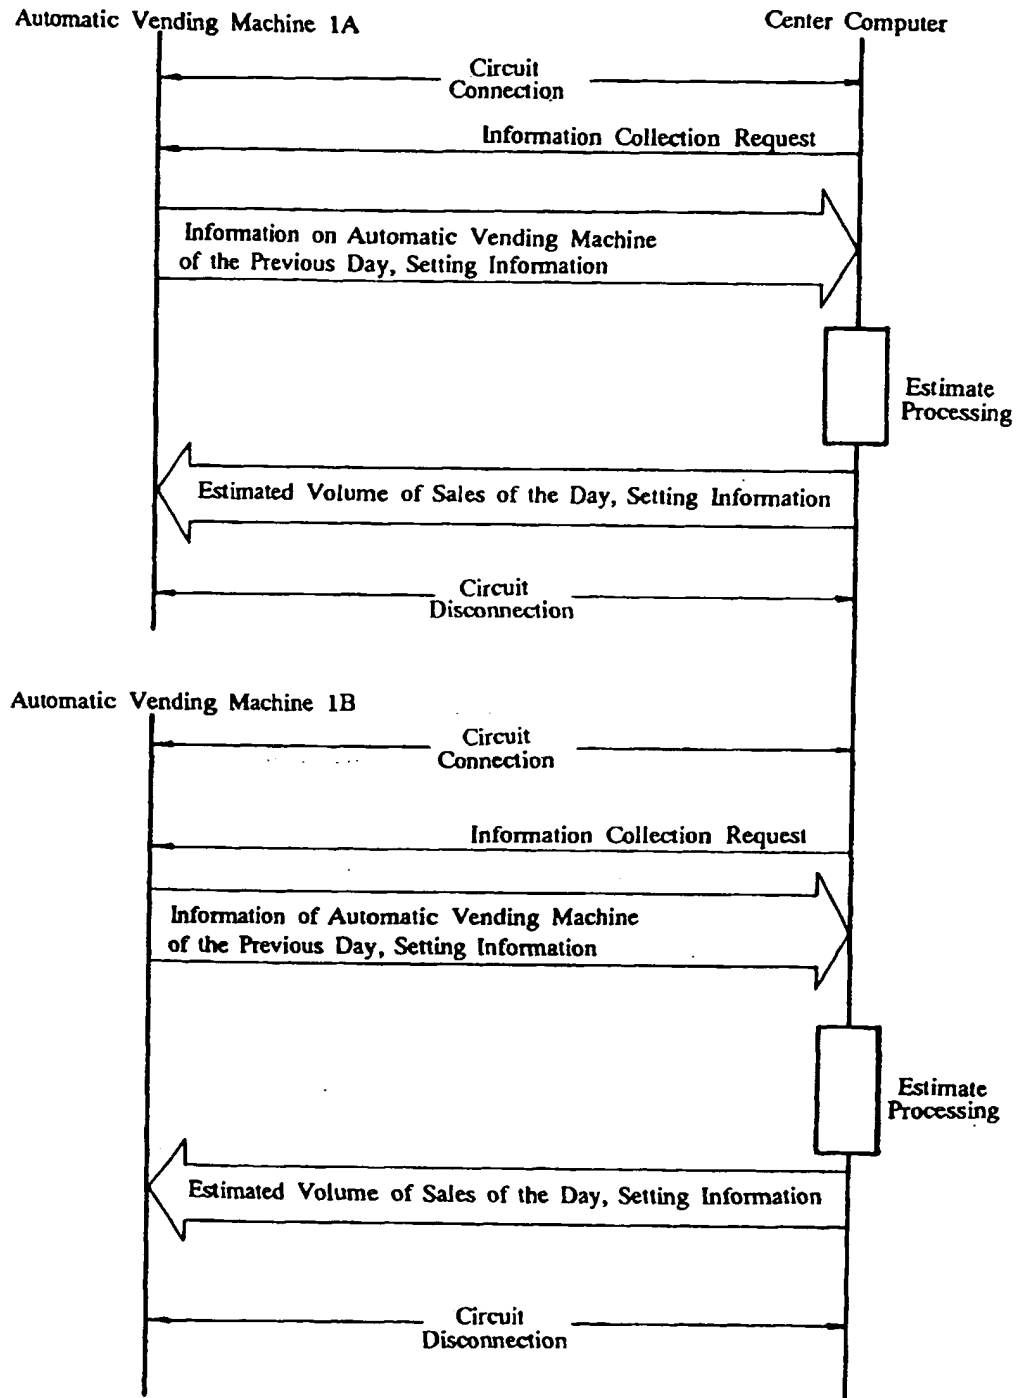 Automatic Vending Machine 1A
Center Computer
Circuit
Connection
Information Collection Request
Information on Automatic Vending Machine
of the Previous Day, Setting Information
Estimate
Processing
Estimated Volume of Sales of the Day, Setting Information
Circuit
Disconnection
Automatic Vending Machine 1B
Circuit
Connection
Information Collection Request
Information of Automatic Vending Machine
of the Previous Day, Setting Information
Estimate
Processing
Estimated Volume of Sales of the Day, Setting Information
Circuit
Disconnection